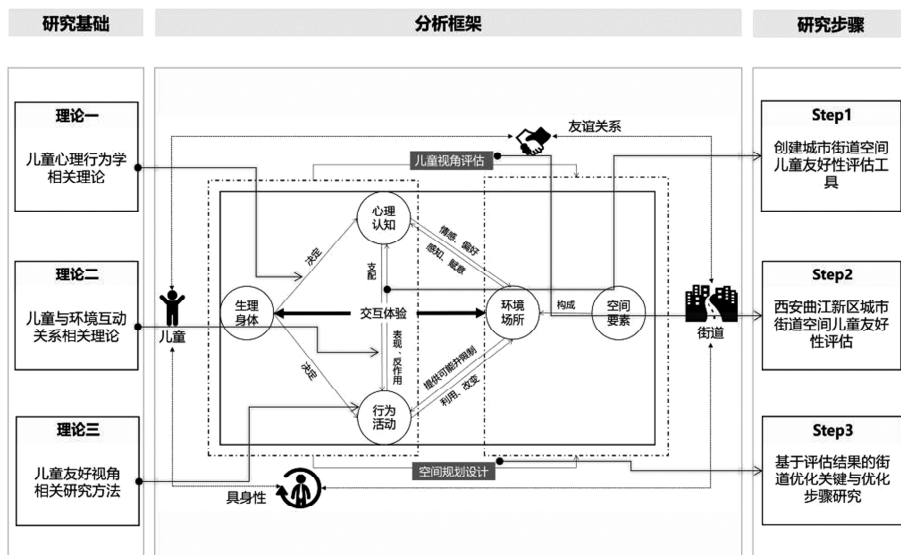 研究基础
分析框架
研究步骤
理论一
儿童心理行为学
相关理论
理论二
儿童与环境互动
关系相关理论
理论三
儿童友好视角
相关研究方法
友谊关系
儿童视角评估
心理
认知
情感、偏好
感知、赋意
决定
支配
生理
身体
交互体验
环境
场所
构成
空间
要素
儿童
街道
表现、反作用
决定
提供可能并限制
利用、改变
行为
活动
空间规划设计
具身性
Step1
创建城市街道空间
儿童友好性评估工
具
Step2
西安曲江新区城市
街道空间儿童友好
性评估
Step3
基于评估结果的街
道优化关键与优化
步骤研究